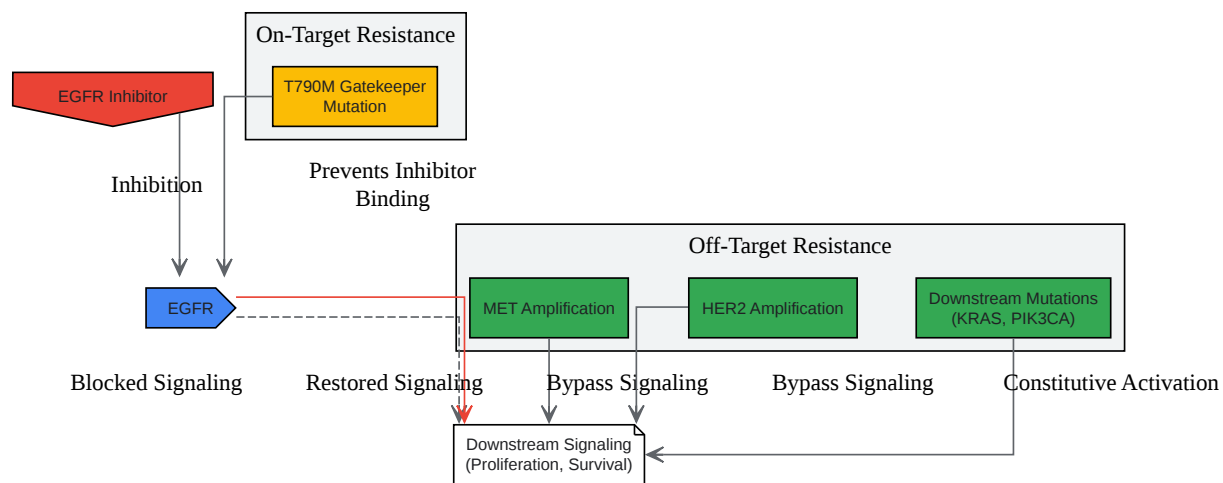 On-Target Resistance
EGFR Inhibitor
T790M Gatekeeper
Mutation
Inhibition
Prevents Inhibitor
Binding
Off-Target Resistance
EGFR
MET Amplification
HER2 Amplification
Downstream Mutations
(KRAS, PIK3CA)
Blocked Signaling
Restored Signaling
Bypass Signaling
Bypass Signaling
Constitutive Activation
Downstream Signaling
(Proliferation, Survival)